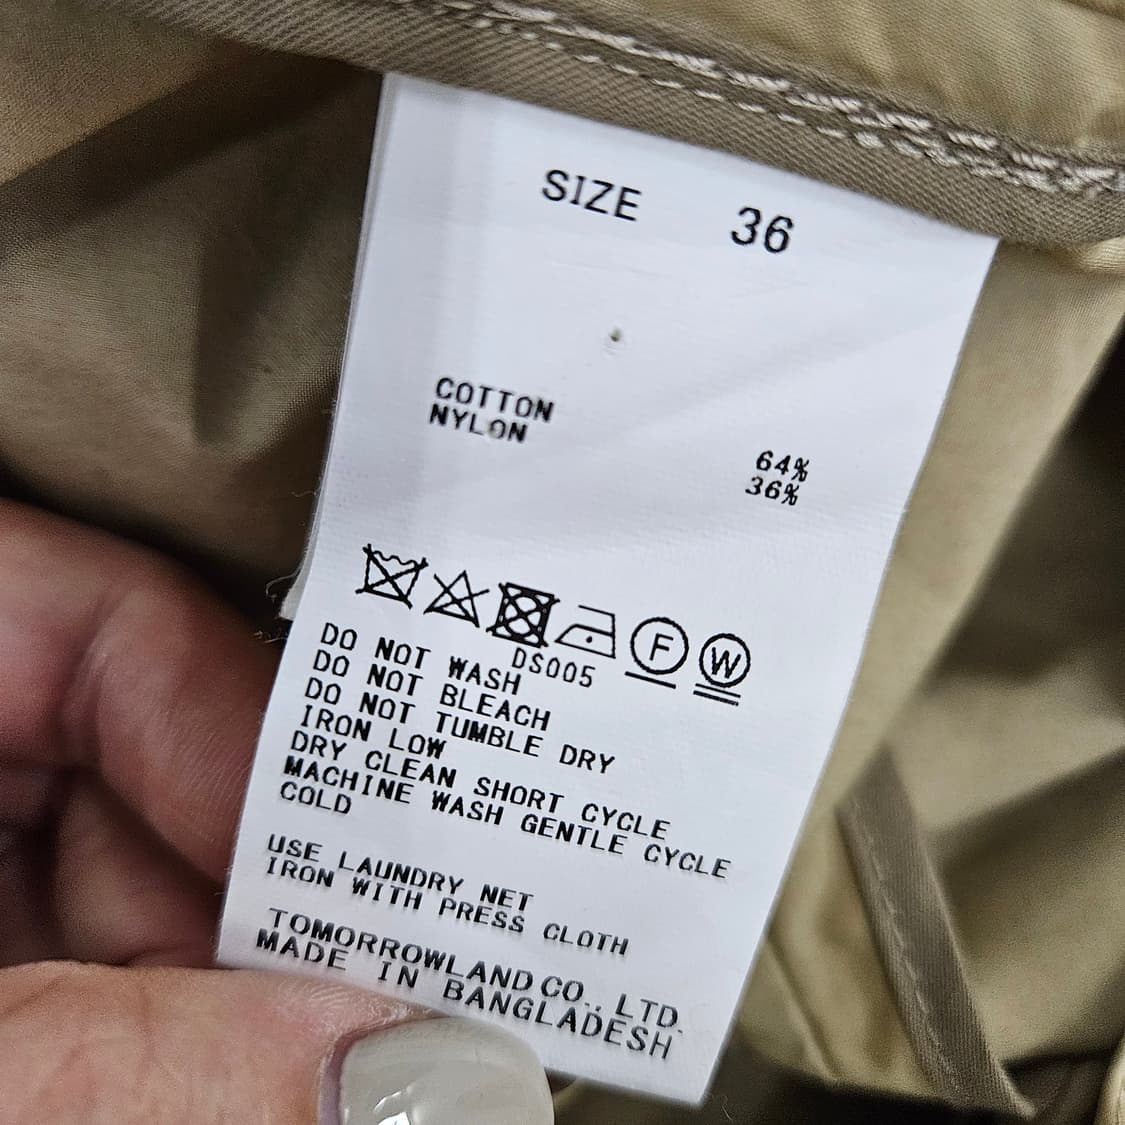 SIZE 36
COTTON 64%
NYLON 36%
F W
DS005
DO NOT WASH
DO NOT BLEACH
DO NOT TUMBLE DRY
IRON LOW
DRY CLEAN SHORT CYCLE
MACHINE WASH GENTLE CYCLE
COLD
USE LAUNDRY NET
IRON WITH PRESS CLOTH
TOMORROWLAND CO., LTD.
MADE IN BANGLADESH